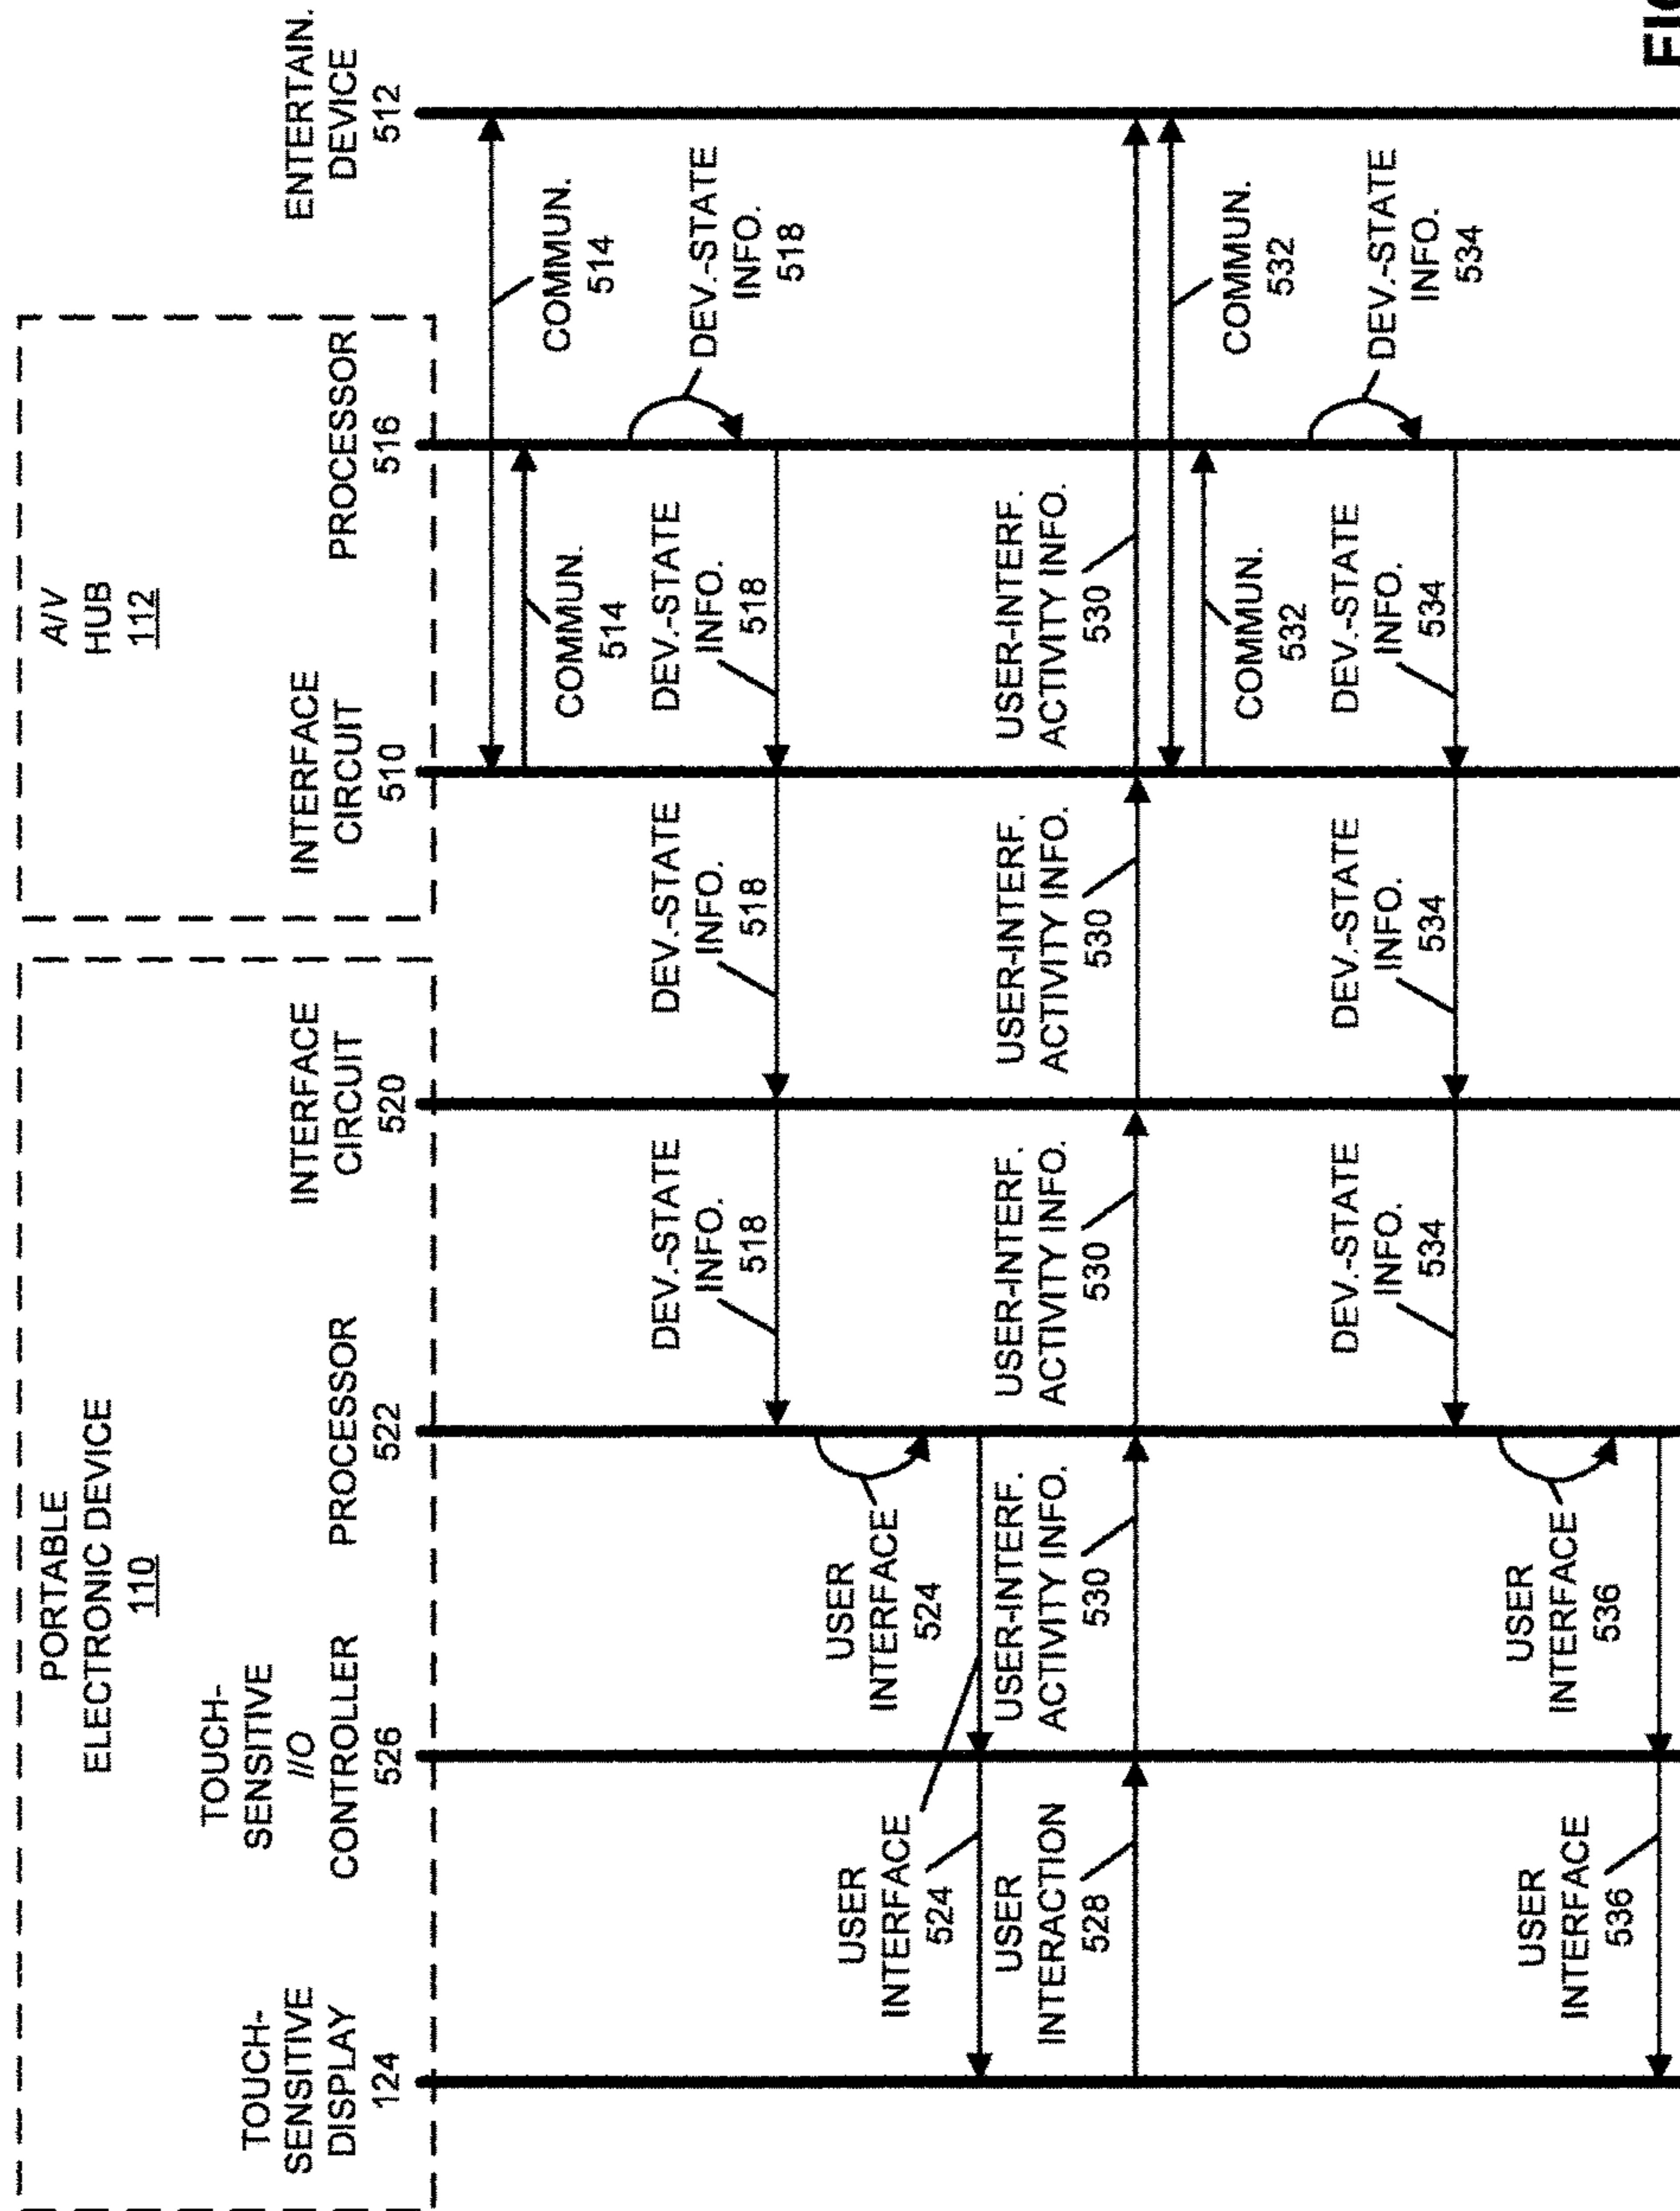 PORTABLE
ELECTRONIC DEVICE
110
A/V
HUB
112
TOUCH-
SENSITIVE
DISPLAY
124
TOUCH-
SENSITIVE
I/O
CONTROLLER
526
PROCESSOR
522
INTERFACE
CIRCUIT
520
INTERFACE
CIRCUIT
510
PROCESSOR
516
ENTERTAIN.
DEVICE
512
COMMUN.
514
COMMUN.
514
DEV.-STATE
INFO.
518
DEV.-STATE
INFO.
518
DEV.-STATE
INFO.
518
DEV.-STATE
INFO.
518
USER
INTERFACE
524
USER
INTERFACE
524
USER
INTERACTION
528
USER-INTERF.
ACTIVITY INFO.
530
USER-INTERF.
ACTIVITY INFO.
530
USER-INTERF.
ACTIVITY INFO.
530
USER-INTERF.
ACTIVITY INFO.
530
COMMUN.
532
COMMUN.
532
DEV.-STATE
INFO.
534
DEV.-STATE
INFO.
534
DEV.-STATE
INFO.
534
DEV.-STATE
INFO.
534
USER
INTERFACE
536
USER
INTERFACE
536